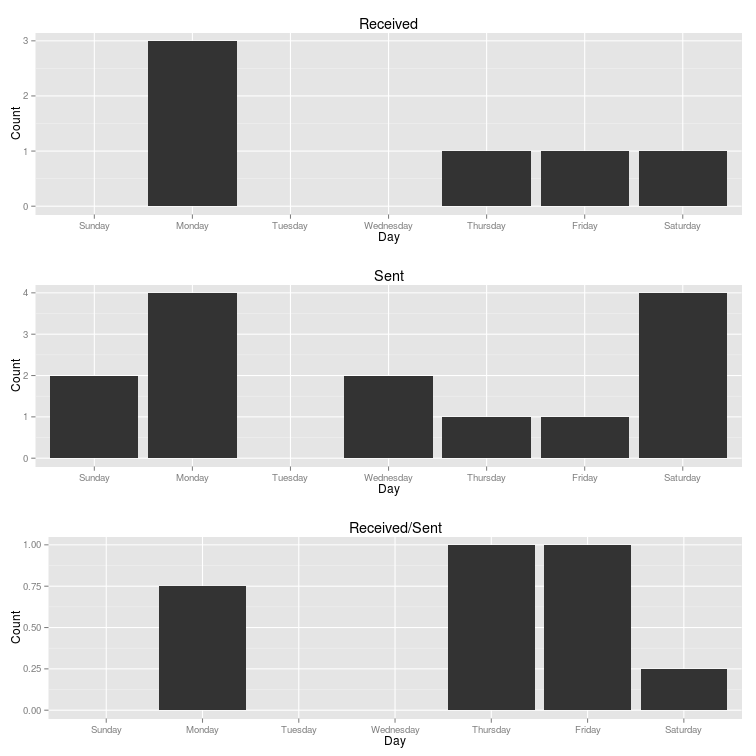 Received
Count
3
2
1
0
Sunday Monday Tuesday Wednesday Thursday Friday Saturday
Day
Sent
Count
4
3
2
1
0
Sunday Monday Tuesday Wednesday Thursday Friday Saturday
Day
Received/Sent
Count
1.00
0.75
0.50
0.25
0.00
Sunday Monday Tuesday Wednesday Thursday Friday Saturday
Day